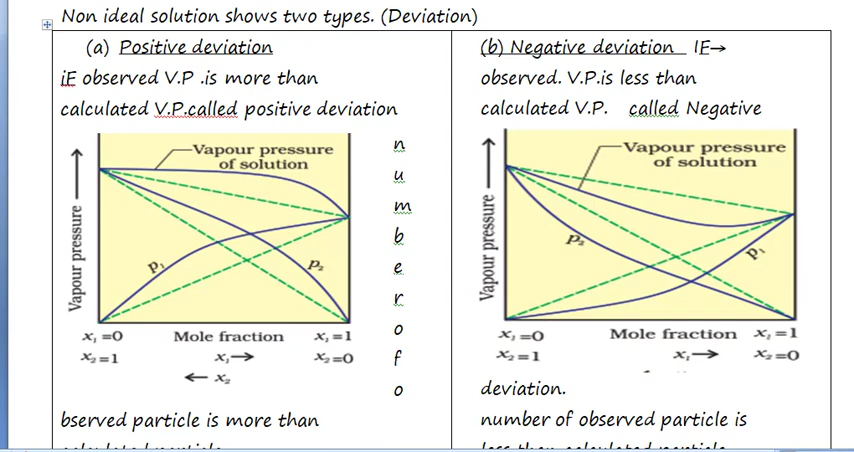 Non ideal solution shows two types. (Deviation)
(a) Positive deviation
iF observed V.P .is more than
calculated V.P.called positive deviation
Vapour pressure
of solution
Vapour pressure
p₁
p₂
x₁ =0
Mole fraction
x₁ =1
x₂ =1
x₁→
x₂ =0
← x₂
n
u
m
b
e
r
o
f
o
bserved particle is more than
(b) Negative deviation IF→
observed. V.P.is less than
calculated V.P. called Negative
Vapour pressure
of solution
Vapour pressure
p₂
p₁
x₁ =0
Mole fraction
x₁ =1
x₂ =1
x₁→
x₂ =0
deviation.
number of observed particle is
less than calculated particle